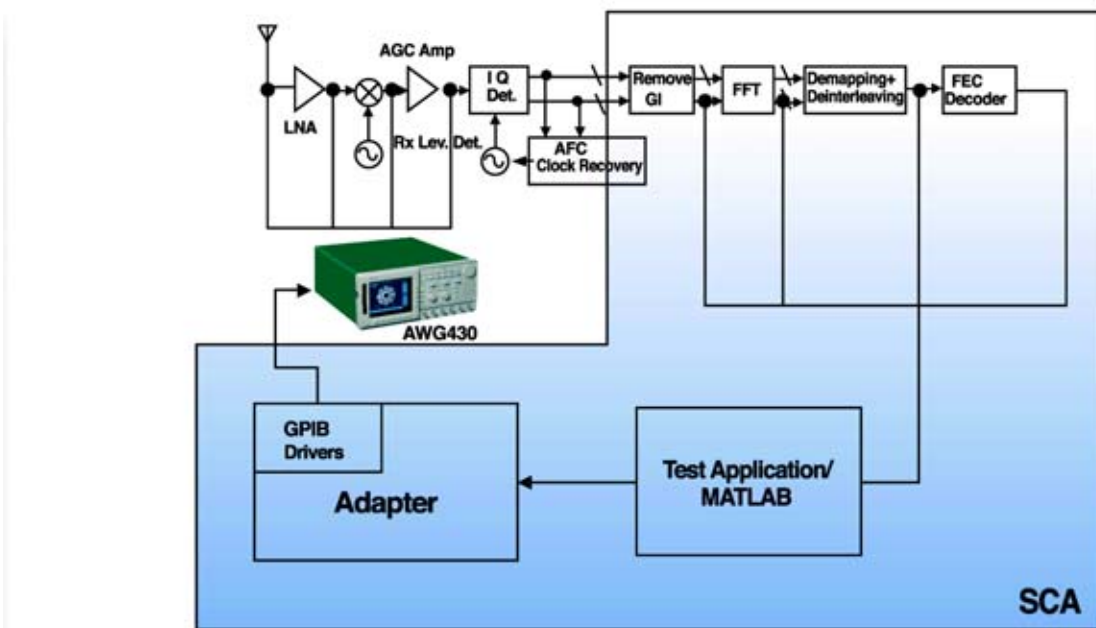 AGC Amp
LNA
Rx Lev. Det.
I Q
Det.
AFC
Clock Recovery
Remove
GI
FFT
Demapping+
Deinterleaving
FEC
Decoder
AWG430
GPIB
Drivers
Adapter
Test Application/
MATLAB
SCA